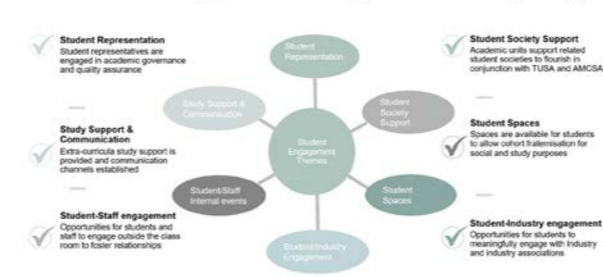 Student Representation
Student representatives are
engaged in academic governance
and quality assurance
Study Support &
Communication
Extra-curricula study support is
provided and communication
channels established
Student-Staff engagement
Opportunities for students and
staff to engage outside the class
room to foster relationships
Student
Representation
Study Support &
Communication
Student
Society
Support
Student
Engagement
Themes
Student/Staff
Internal events
Student
Spaces
Student/Industry
Engagement
Student Society Support
Academic units support related
student societies to flourish in
conjunction with TUSA and AMCSA
Student Spaces
Spaces are available for students
to allow cohort fraternisation for
social and study purposes
Student-Industry engagement
Opportunities for students to
meaningfully engage with Industry
and industry associations